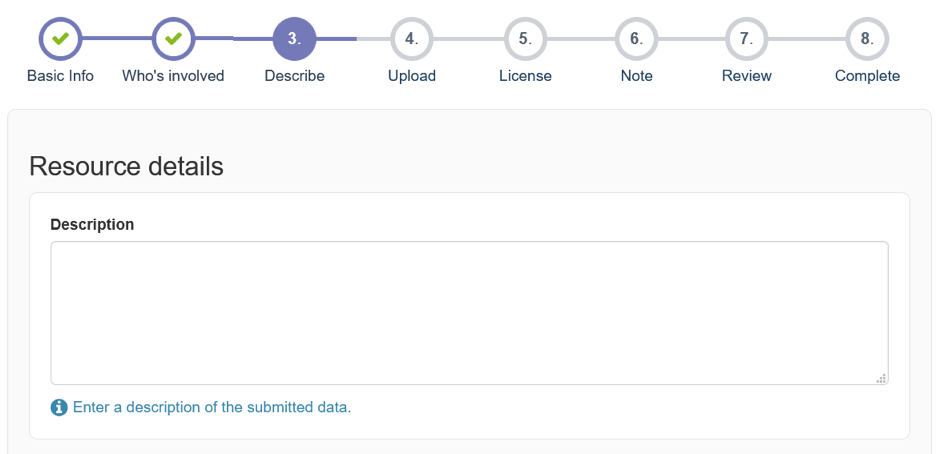 3. 4. 5. 6. 7. 8.
Basic Info Who's involved Describe Upload License Note Review Complete
Resource details
Description
Enter a description of the submitted data.